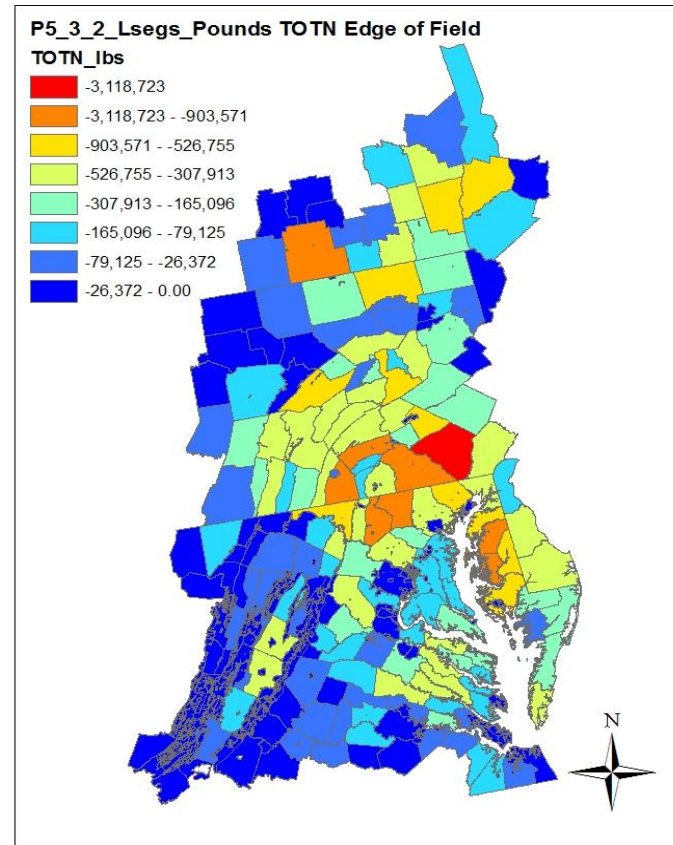 P5_3_2_Lsegs_Pounds TOTN Edge of Field
TOTN_lbs
-3,118,723
-3,118,723 - -903,571
-903,571 - -526,755
-526,755 - -307,913
-307,913 - -165,096
-165,096 - -79,125
-79,125 - -26,372
-26,372 - 0.00
N